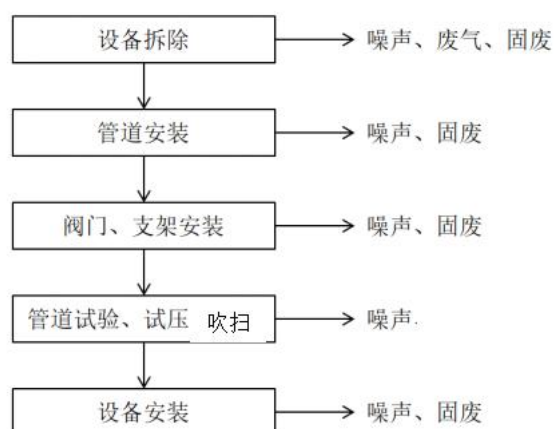 设备拆除 噪声、废气、固废
管道安装 噪声、固废
阀门、支架安装 噪声、固废
管道试验、试压 吹扫 噪声.
设备安装 噪声、固废